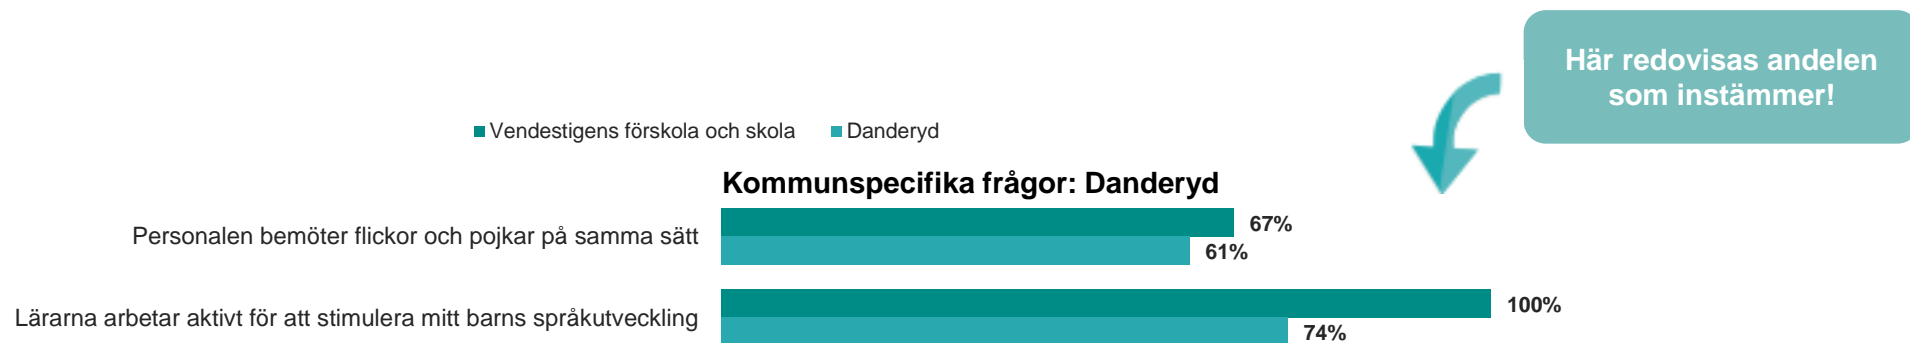 Här redovisas andelen
som instämmer!
Vendestigens förskola och skola
Danderyd
Kommunspecifika frågor: Danderyd
Personalen bemöter flickor och pojkar på samma sätt
67%
61%
Lärarna arbetar aktivt för att stimulera mitt barns språkutveckling
100%
74%